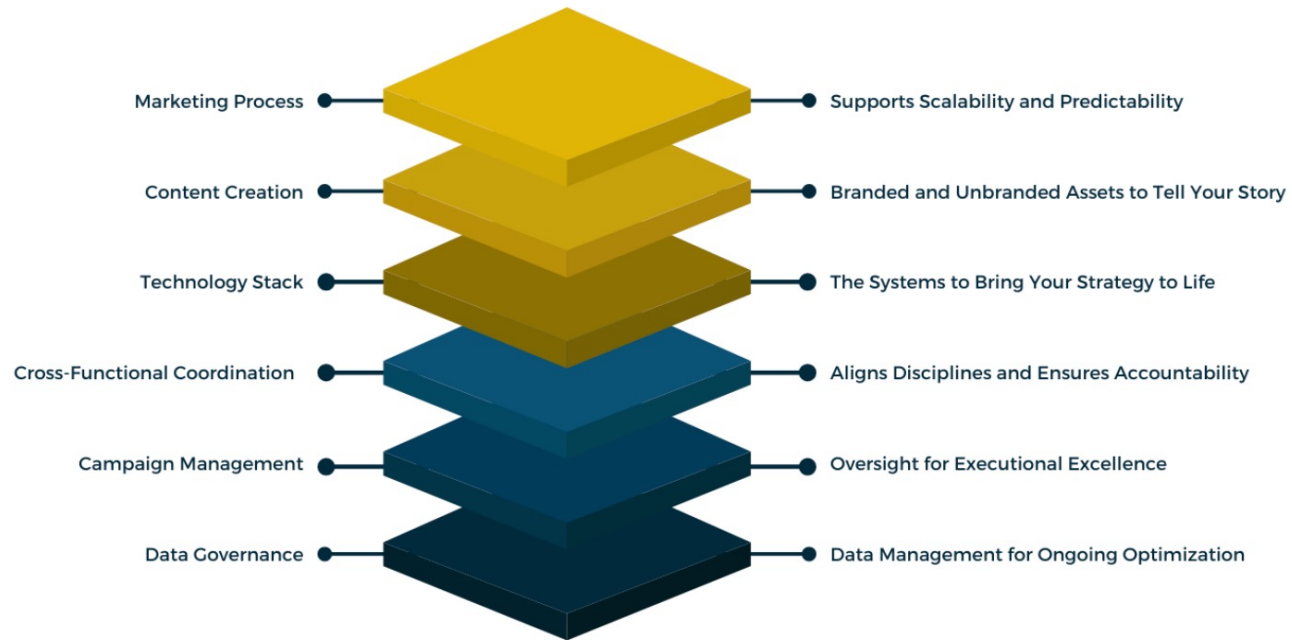 Marketing Process
Supports Scalability and Predictability
Content Creation
Branded and Unbranded Assets to Tell Your Story
Technology Stack
The Systems to Bring Your Strategy to Life
Cross-Functional Coordination
Aligns Disciplines and Ensures Accountability
Campaign Management
Oversight for Executional Excellence
Data Governance
Data Management for Ongoing Optimization